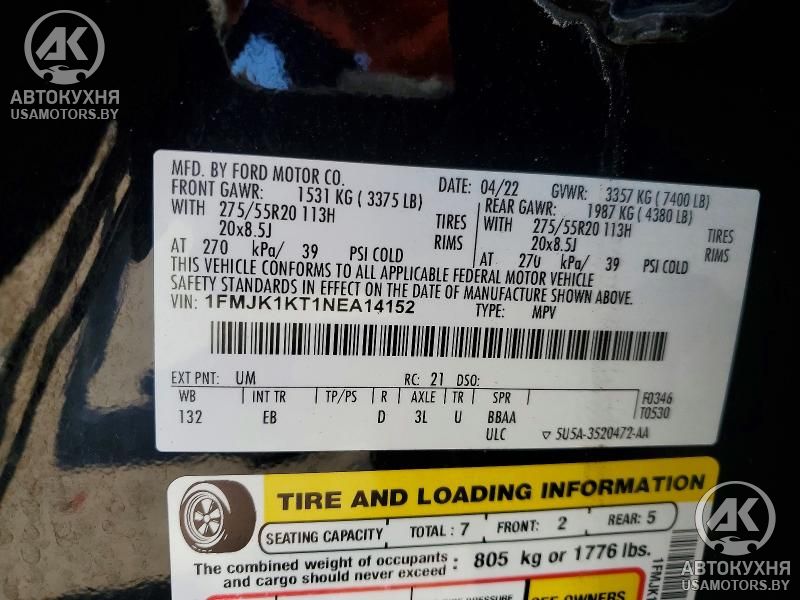 AK
АВТОКУХНЯ
USAMOTORS.BY
MFD. BY FORD MOTOR CO.
DATE: 04/22 GVWR: 3357 KG ( 7400 LB)
FRONT GAWR: 1531 KG ( 3375 LB) REAR GAWR: 1987 KG ( 4380 LB)
WITH 275/55R20 113H TIRES WITH 275/55R20 113H TIRES
20x8.5J RIMS 20x8.5J RIMS
AT 270 kPa/ 39 PSI COLD AT 270 kPa/ 39 PSI COLD
THIS VEHICLE CONFORMS TO ALL APPLICABLE FEDERAL MOTOR VEHICLE
SAFETY STANDARDS IN EFFECT ON THE DATE OF MANUFACTURE SHOWN ABOVE.
VIN: 1FMJK1KT1NEA14152 TYPE: MPV
EXT PNT: UM RC: 21 DSO:
WB INT TR TP/PS R AXLE TR SPR F0346
132 EB D 3L U BBAA T0530
ULC ▽ 5U5A-3520472-AA
TIRE AND LOADING INFORMATION
SEATING CAPACITY TOTAL : 7 FRONT: 2 REAR: 5
The combined weight of occupants
and cargo should never exceed : 805 kg or 1776 lbs.
SEE OWNERS
1FMJK1
AK
АВТОКУХНЯ
USAMOTORS.BY